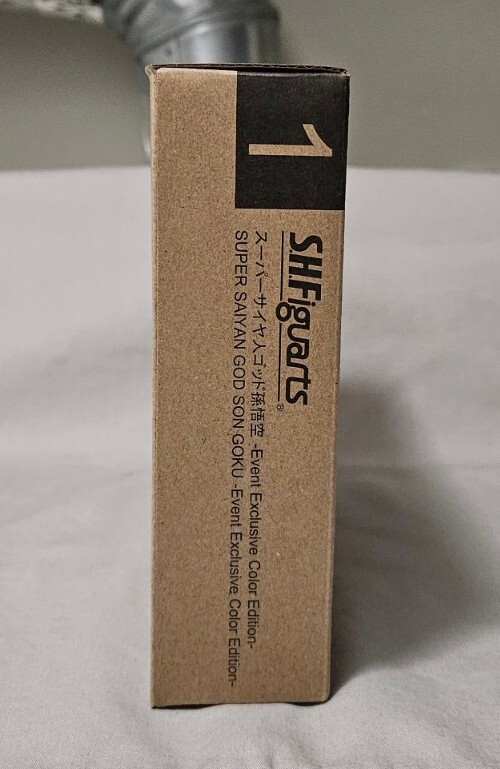 1
S.H.Figuarts
スーパーサイヤ人ゴッド孫悟空 -Event Exclusive Color Edition-
SUPER SAIYAN GOD SON GOKU -Event Exclusive Color Edition-